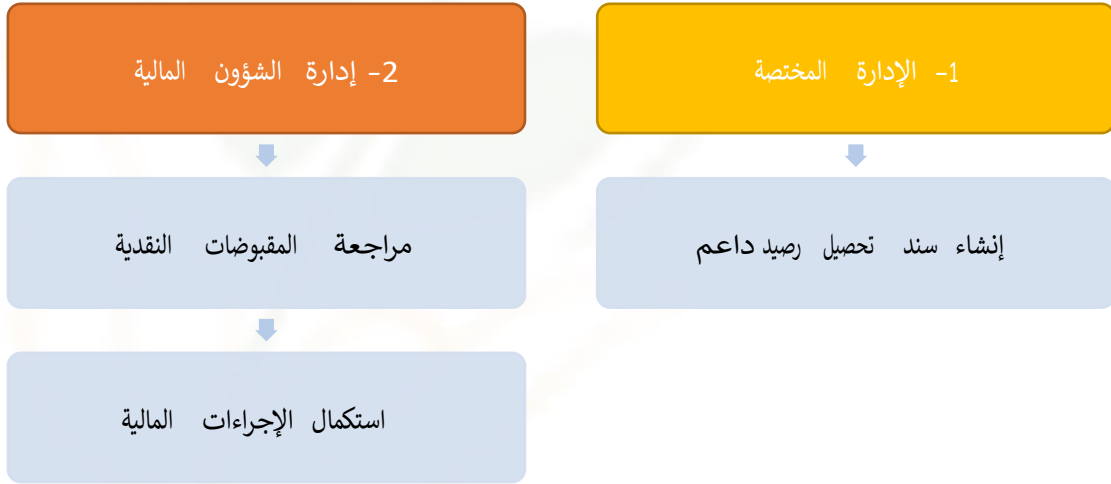 1- الإدارة المختصة
إنشاء سند تحصيل رصيد داعم
2- إدارة الشؤون المالية
مراجعة المقبوضات النقدية
استكمال الإجراءات المالية